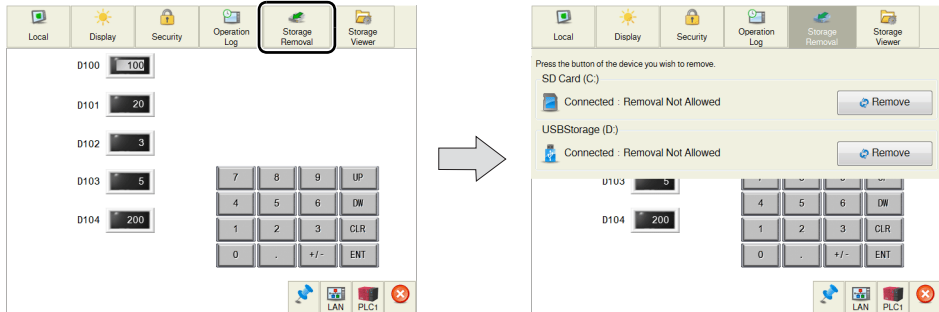 Local
Display
Security
Operation
Log
Storage
Removal
Storage
Viewer
D100 100
D101 20
D102 3
D103 5
D104 200
7 8 9 UP
4 5 6 DW
1 2 3 CLR
0 . +/- ENT
LAN PLC1
Local
Display
Security
Operation
Log
Storage
Removal
Storage
Viewer
Press the button of the device you wish to remove.
SD Card (C:)
Connected : Removal Not Allowed Remove
USBStorage (D:)
Connected : Removal Not Allowed Remove
D103 5
D104 200
4 5 6 DW
1 2 3 CLR
0 . +/- ENT
LAN PLC1